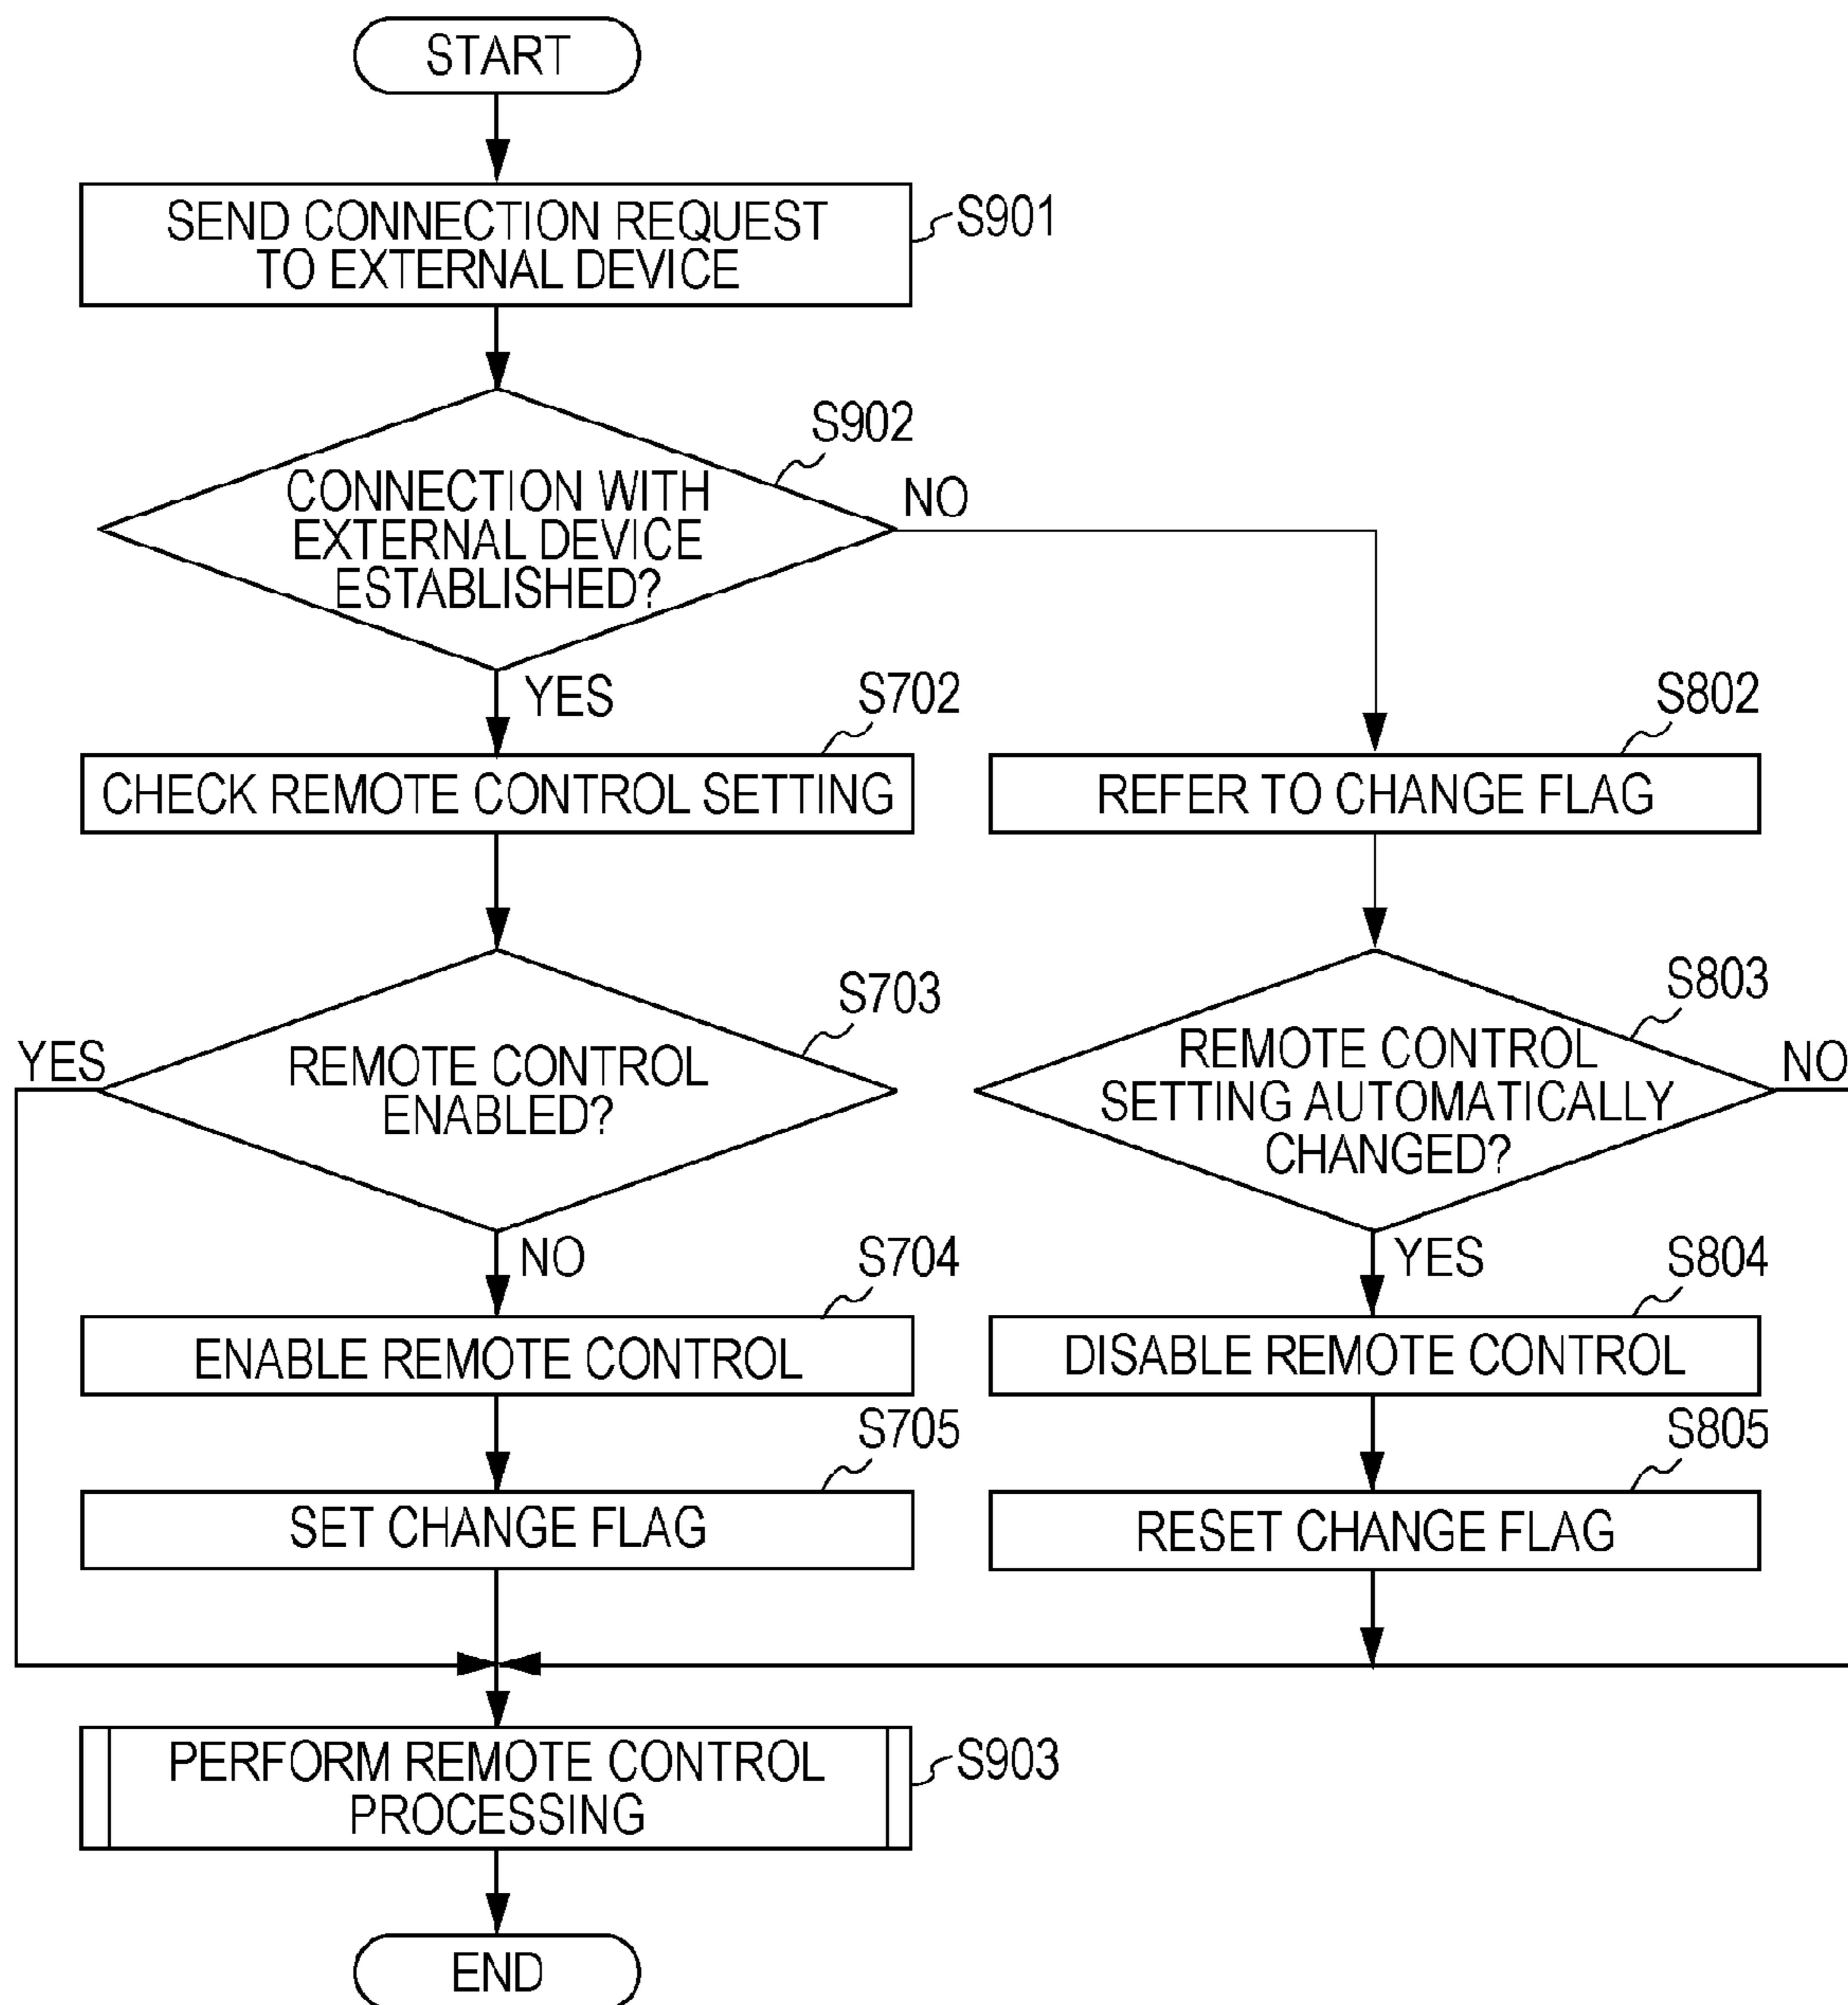 START
SEND CONNECTION REQUEST
TO EXTERNAL DEVICE
S901
S902
CONNECTION WITH
EXTERNAL DEVICE
ESTABLISHED?
NO
YES
S702
CHECK REMOTE CONTROL SETTING
S802
REFER TO CHANGE FLAG
S703
REMOTE CONTROL
ENABLED?
YES
NO
S803
REMOTE CONTROL
SETTING AUTOMATICALLY
CHANGED?
NO
YES
S704
ENABLE REMOTE CONTROL
S804
DISABLE REMOTE CONTROL
S705
SET CHANGE FLAG
S805
RESET CHANGE FLAG
PERFORM REMOTE CONTROL
PROCESSING
S903
END